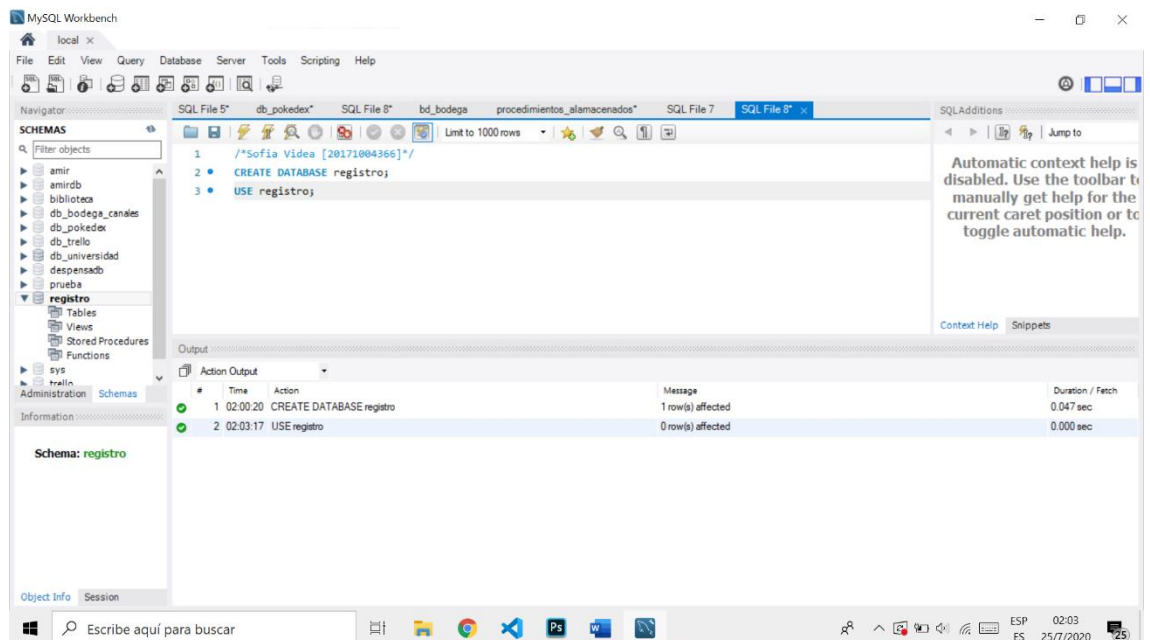 MySQL Workbench
local
File Edit View Query Database Server Tools Scripting Help
Navigator
SCHEMAS
Filter objects
amir
amirdb
biblioteca
db_bodega_canales
db_pokedex
db_trello
db_universidad
despensadb
prueba
registro
Tables
Views
Stored Procedures
Functions
sys
trello
Administration Schemas
Information
Schema: registro
Object Info Session
SQL File 5* db_pokedex* SQL File 8* bd_bodega procedimientos_alamacenados* SQL File 7 SQL File 8*
Limit to 1000 rows
1 /*Sofia Videa [20171004366]*/
2 CREATE DATABASE registro;
3 USE registro;
SQLAdditions
Jump to
Automatic context help is
disabled. Use the toolbar to
manually get help for the
current caret position or to
toggle automatic help.
Context Help Snippets
Output
Action Output
# Time Action Message Duration / Fetch
1 02:00:20 CREATE DATABASE registro 1 row(s) affected 0.047 sec
2 02:03:17 USE registro 0 row(s) affected 0.000 sec
Escribe aquí para buscar
Ps
ESP
ES
02:03
25/7/2020
25